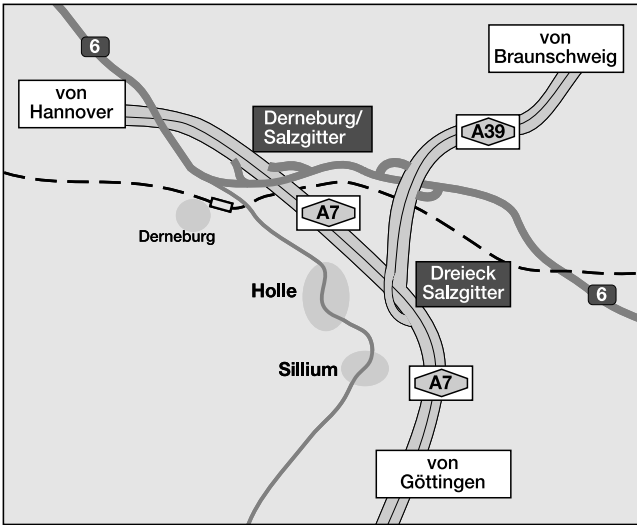 6
von
Braunschweig
von
Hannover
Derneburg/
Salzgitter
A39
A7
Derneburg
Dreieck
Salzgitter
Holle
6
Sillium
A7
von
Göttingen